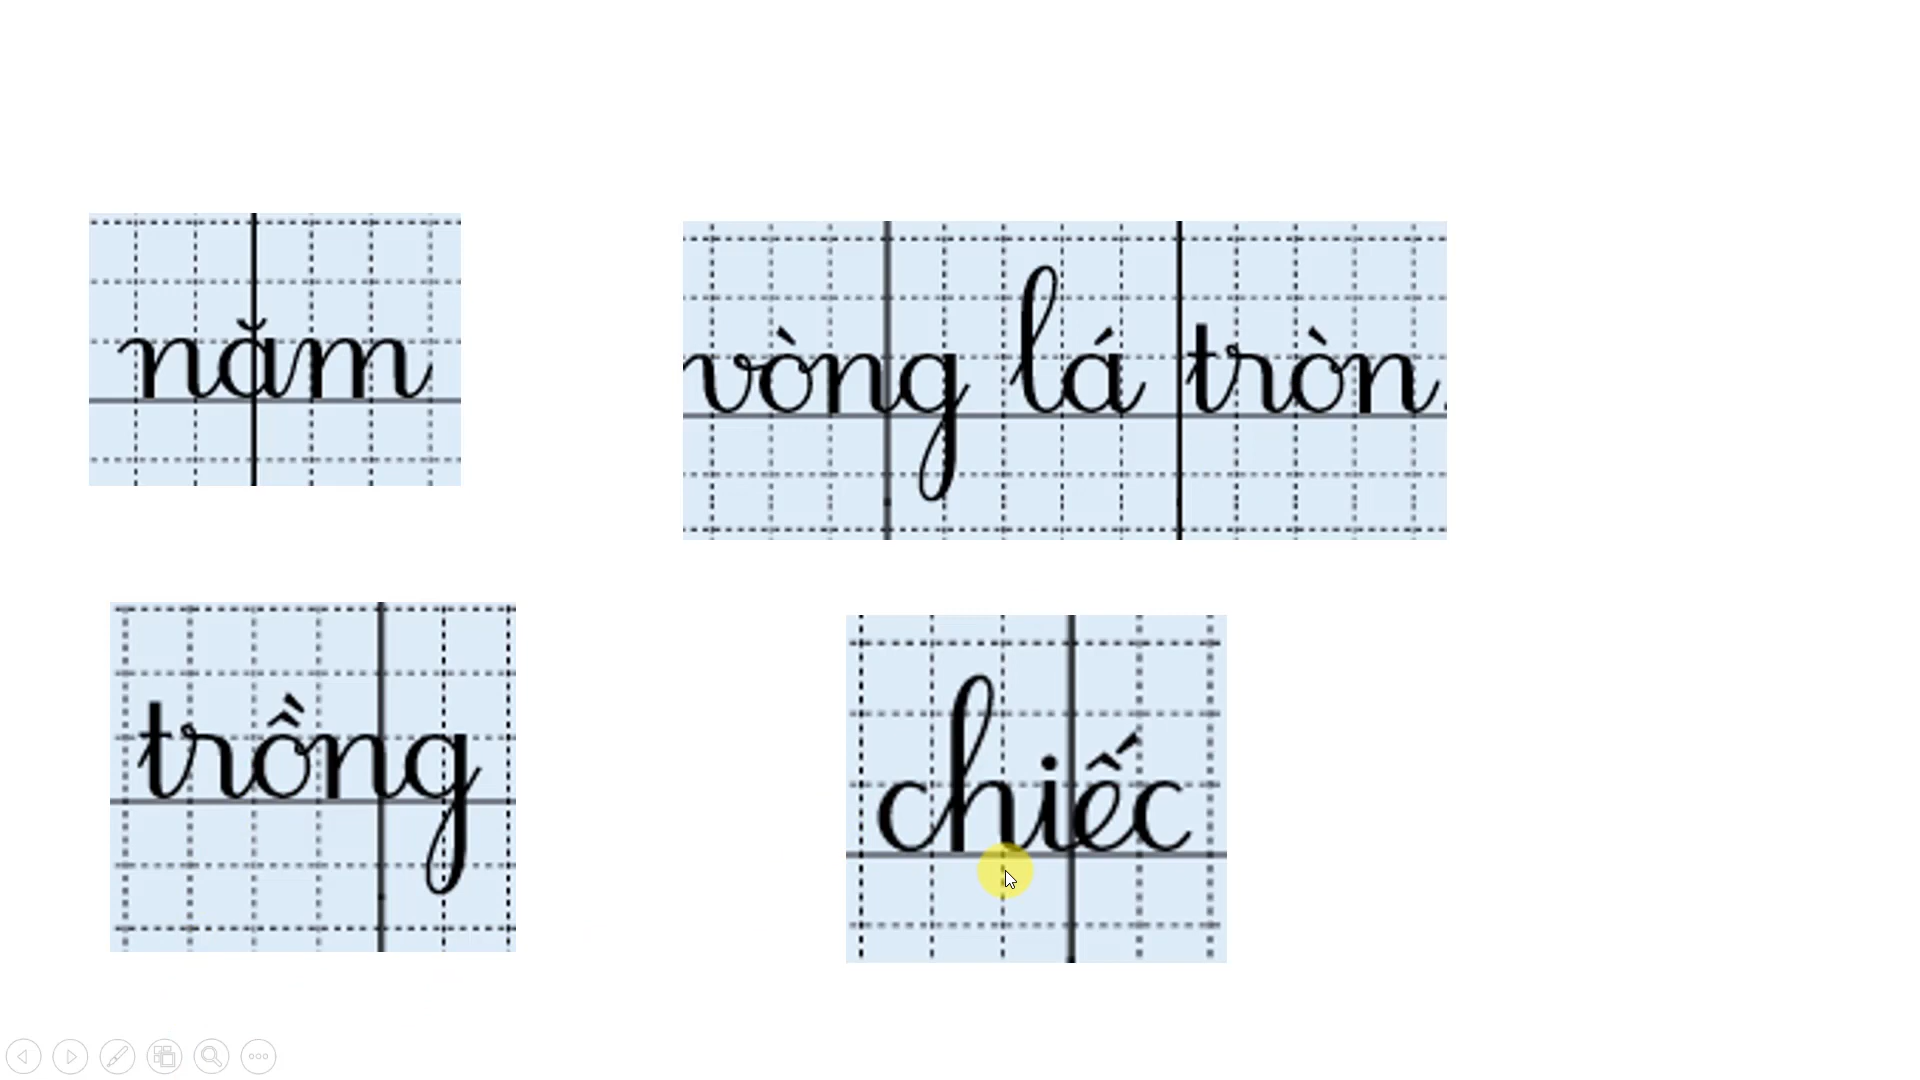 năm
vòng lá tròn.
trồng
chiếc